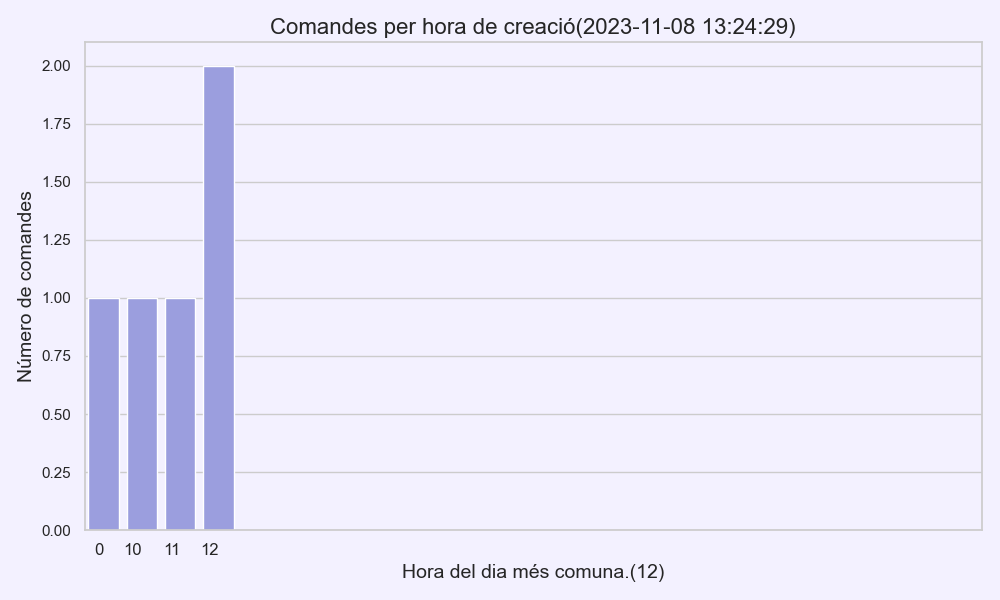 Comandes per hora de creació(2023-11-08 13:24:29)
Número de comandes
2.00
1.75
1.50
1.25
1.00
0.75
0.50
0.25
0.00
0 10 11 12
Hora del dia més comuna.(12)